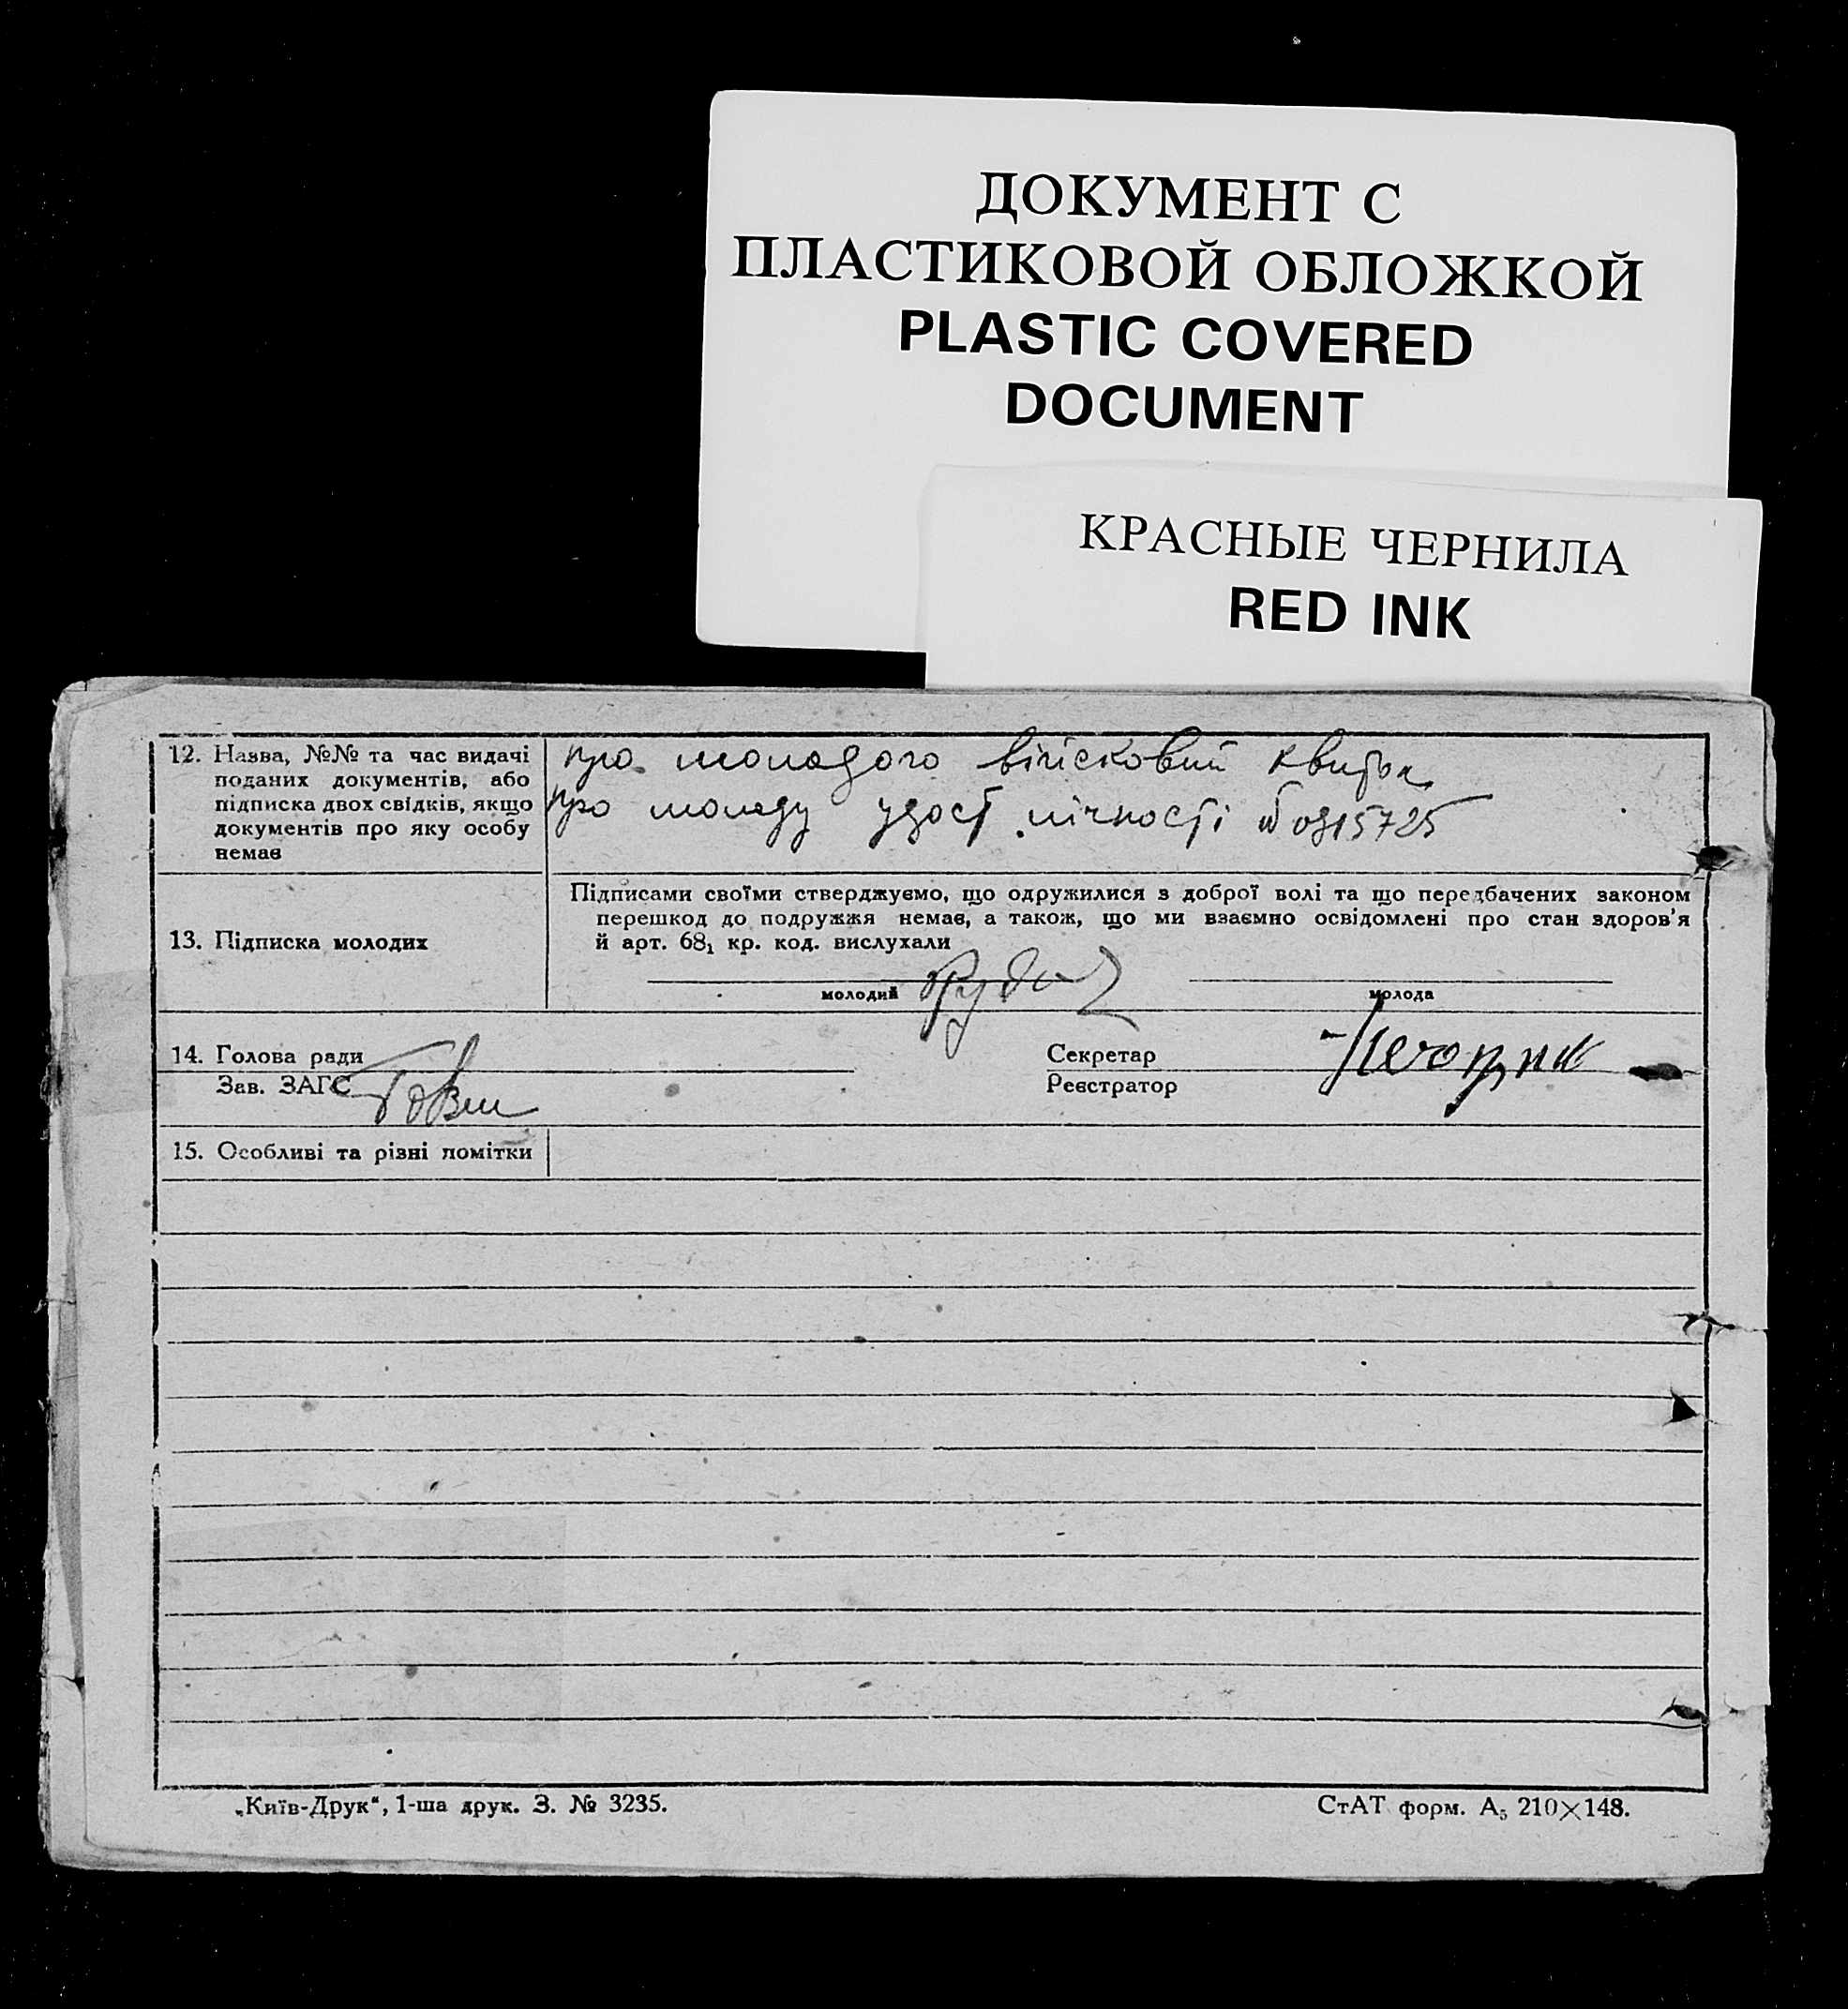 ДОКУМЕНТ С
ПЛАСТИКОВОЙ ОБЛОЖКОЙ
PLASTIC COVERED
DOCUMENT
КРАСНЫЕ ЧЕРНИЛА
RED INK
12. Назва, №№ та час видачі
поданих документів, або
підписка двох свідків, якщо
документів про яку особу
немає
про молодого військовий квиток
про молоду удост лічності №
13. Підписка молодих
Підписами своїми стверджуємо, що одружилися з доброї волі та що передбачених законом
перешкод до подружжя немає, а також, що ми взаємно освідомлені про стан здоров'я
й арт. 68₁ кр. код. вислухали
молодий
молода
14. Голова ради
Зав. ЗАГС
Секретар
Реєстратор
15. Особливі та різні помітки
„Київ-Друк“, 1-ша друк. З. № 3235.
СтАТ форм. А₅ 210×148.